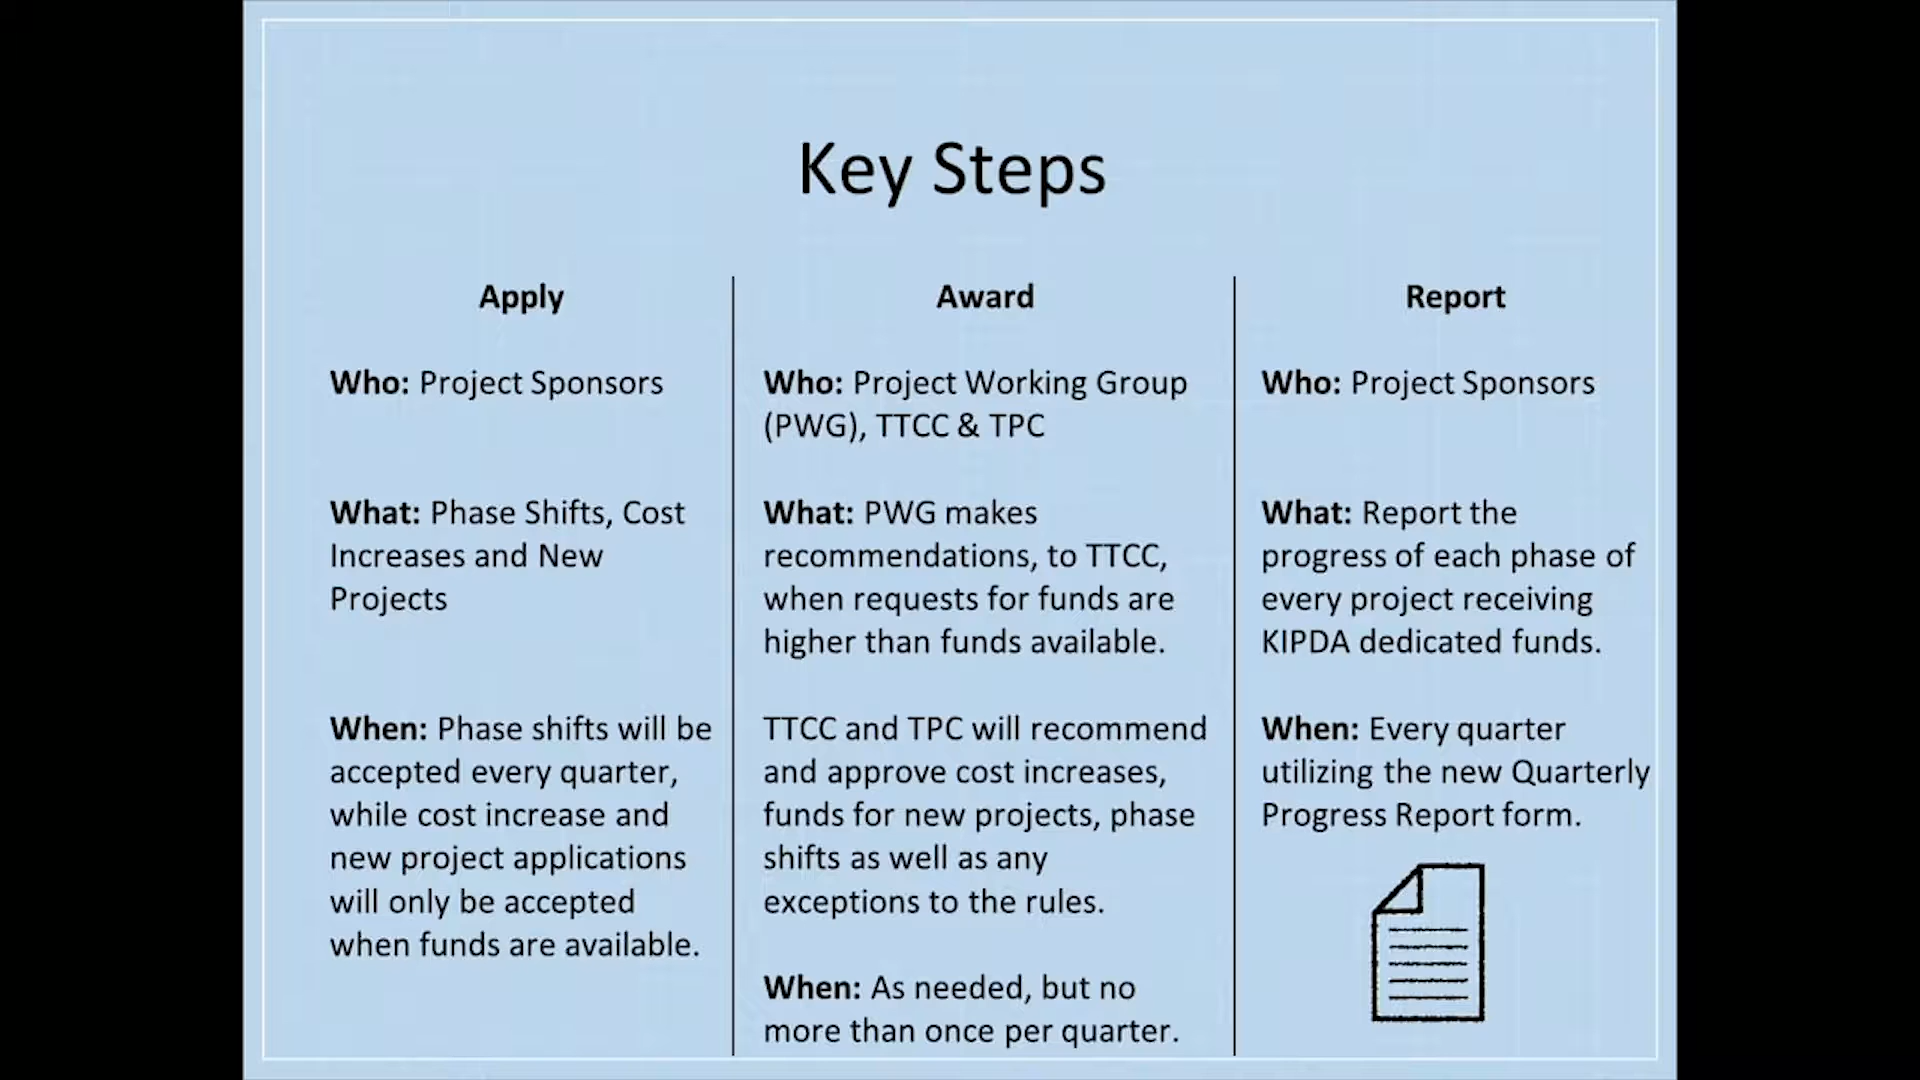 Key Steps
Apply
Who: Project Sponsors
What: Phase Shifts, Cost
Increases and New
Projects
When: Phase shifts will be
accepted every quarter,
while cost increase and
new project applications
will only be accepted
when funds are available.
Award
Who: Project Working Group
(PWG), TTCC & TPC
What: PWG makes
recommendations, to TTCC,
when requests for funds are
higher than funds available.
TTCC and TPC will recommend
and approve cost increases,
funds for new projects, phase
shifts as well as any
exceptions to the rules.
When: As needed, but no
more than once per quarter.
Report
Who: Project Sponsors
What: Report the
progress of each phase of
every project receiving
KIPDA dedicated funds.
When: Every quarter
utilizing the new Quarterly
Progress Report form.